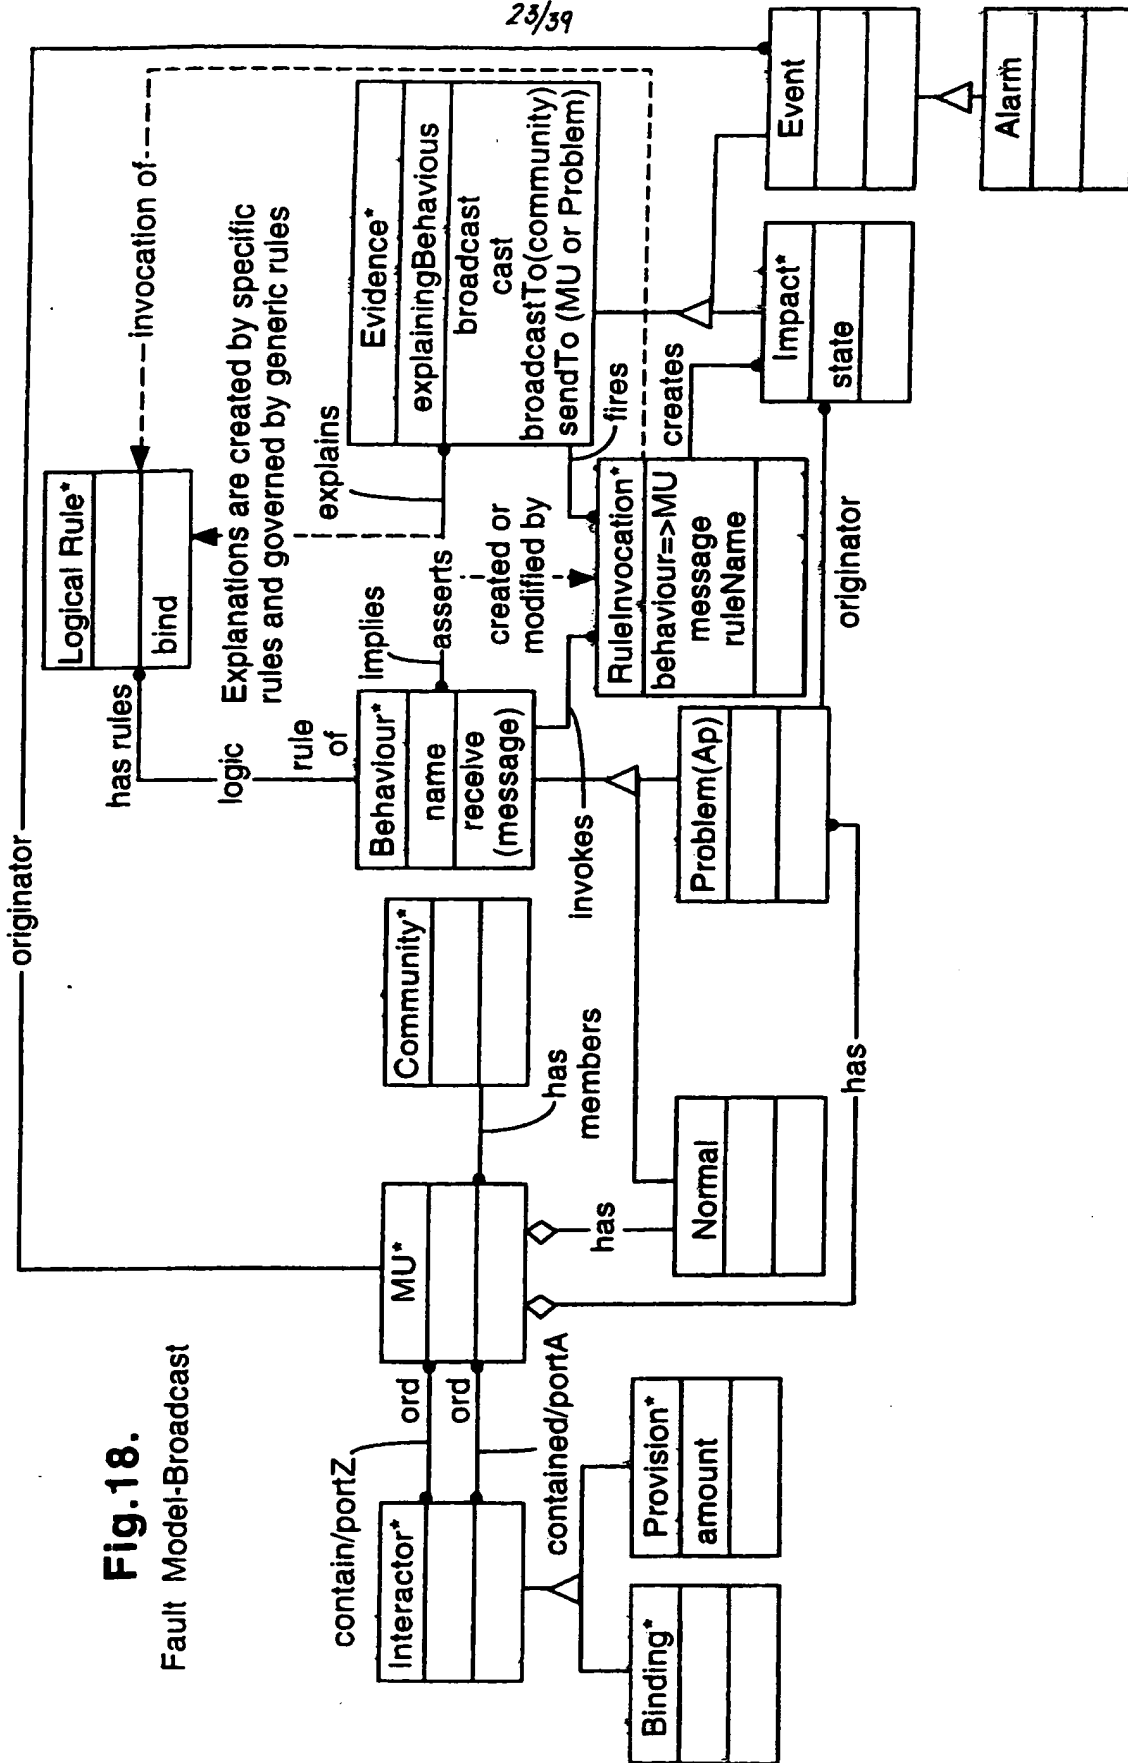 23/39
Fig.18.
Fault Model-Broadcast
originator
has rules
logic
rule
of
Logical Rule*
bind
invocation of
Explanations are created by specific
rules and governed by generic rules
explains
Evidence*
explainingBehavious
broadcast
cast
broadcastTo(community)
sendTo (MU or Problem)
implies
asserts
Behaviour*
name
receive
(message)
created or
modified by
fires
creates
invokes
RuleInvocation*
behaviour=>MU
message
ruleName
Event
Alarm
Impact*
state
originator
Problem(Ap)
Community*
has
members
MU*
ord
ord
contain/portZ
contained/portA
Interactor*
has
Normal
has
Provision*
amount
Binding*